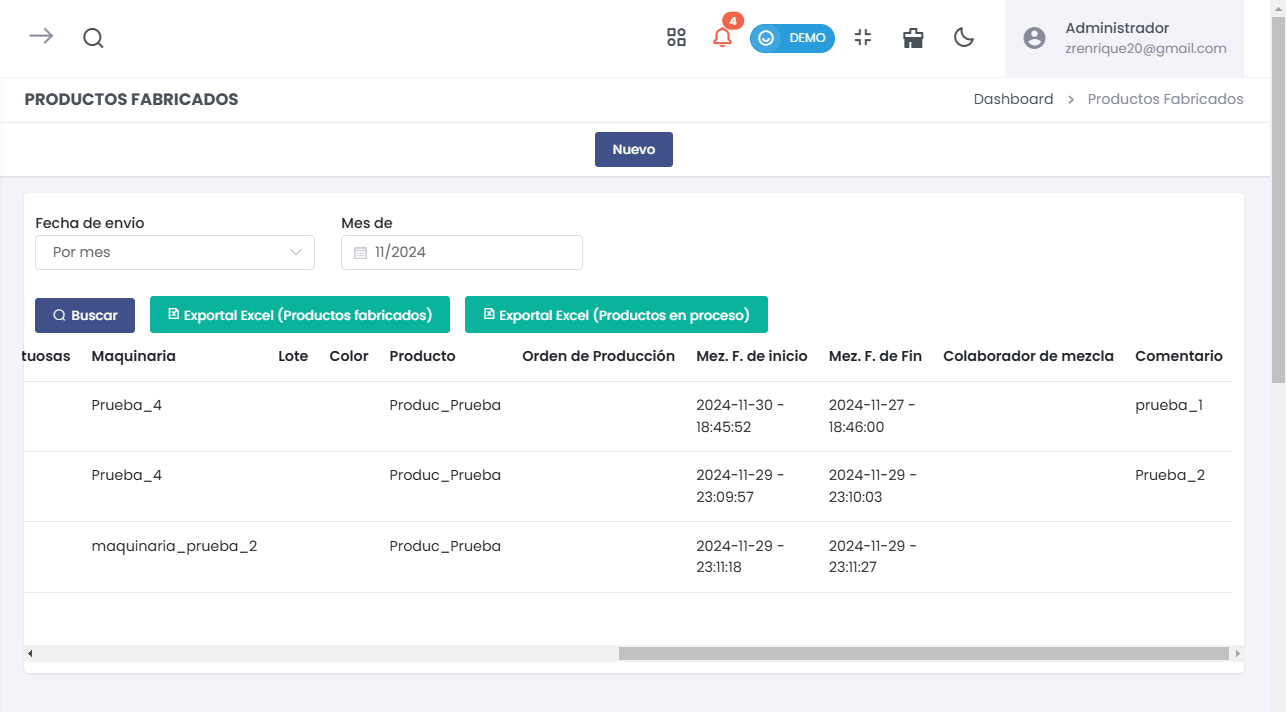 4
DEMO
Administrador
zrenrique20@gmail.com
PRODUCTOS FABRICADOS
Dashboard > Productos Fabricados
Nuevo
Fecha de envio
Mes de
Por mes
11/2024
Buscar
Exportal Excel (Productos fabricados)
Exportal Excel (Productos en proceso)
tuosas Maquinaria Lote Color Producto Orden de Producción Mez. F. de inicio Mez. F. de Fin Colaborador de mezcla Comentario
Prueba_4 Produc_Prueba 2024-11-30 - 2024-11-27 - prueba_1
18:45:52 18:46:00
Prueba_4 Produc_Prueba 2024-11-29 - 2024-11-29 - Prueba_2
23:09:57 23:10:03
maquinaria_prueba_2 Produc_Prueba 2024-11-29 - 2024-11-29 -
23:11:18 23:11:27